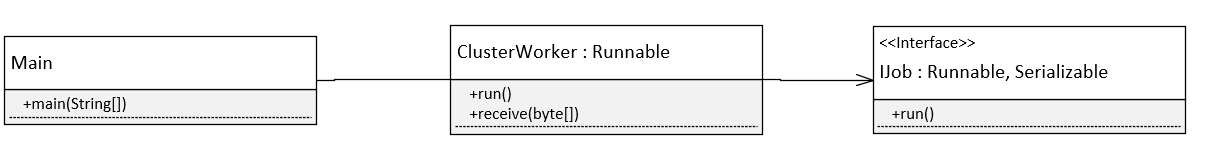 Main
+main(String[])
ClusterWorker : Runnable
+run()
+receive(byte[])
<<Interface>>
IJob : Runnable, Serializable
+run()